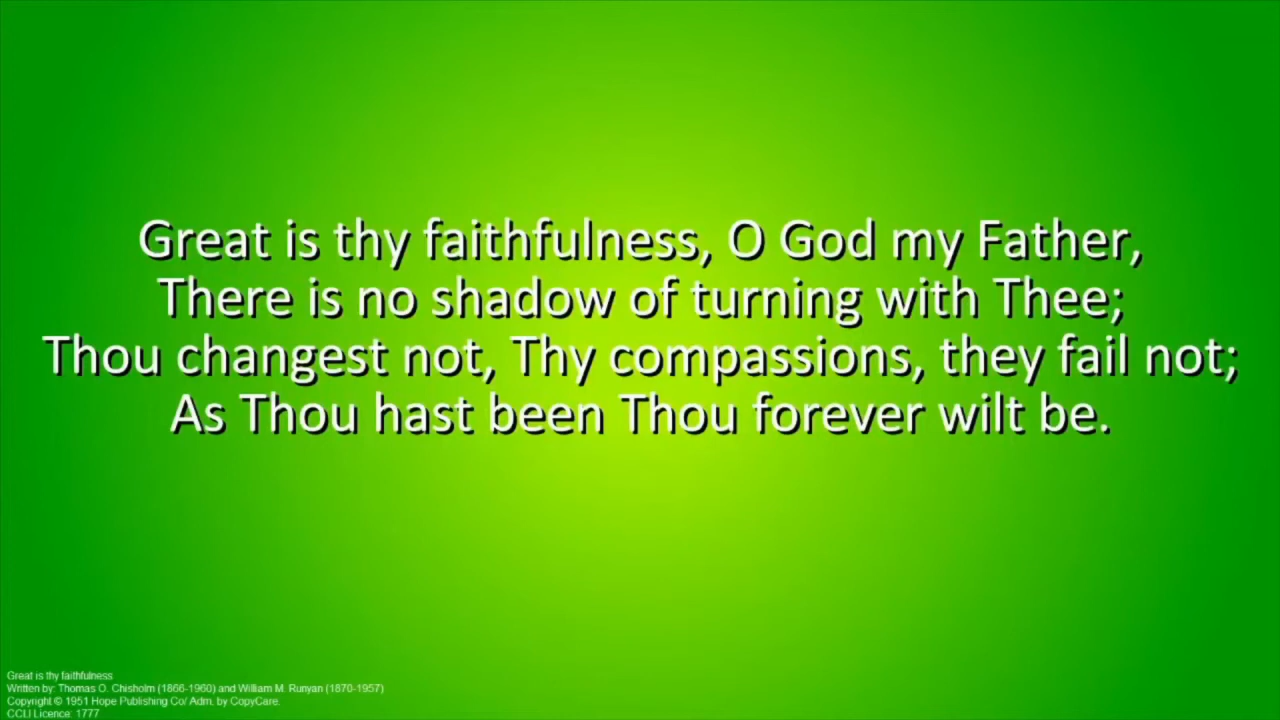 Great is thy faithfulness, O God my Father,
There is no shadow of turning with Thee;
Thou changest not, Thy compassions, they fail not;
As Thou hast been Thou forever wilt be.
Great is thy faithfulness
Written by: Thomas O. Chisholm (1866-1960) and William M. Runyan (1870-1957)
Copyright © 1951 Hope Publishing Co/ Adm. by CopyCare.
CCLI Licence: 1777